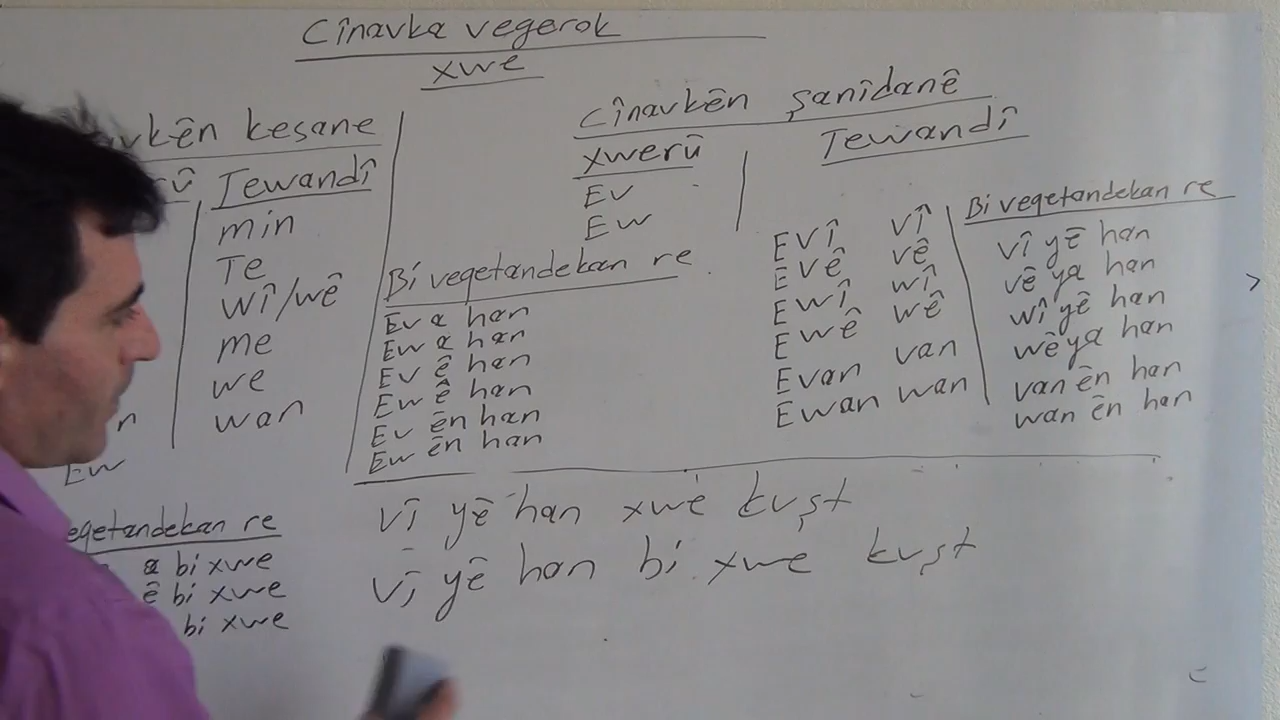 Cînavka vegerok
xwe
kesane
Tewandî
min
Te
wî/wê
me
we
wan
Ew
re
a bi xwe
ê bi xwe
bi xwe
Cînavkên şanîdanê
xwerû
Ev
Ew
Bi vegetandekan re
Ev a han
Ew a han
Ev ê han
Ew ê han
Ev ên han
Ew ên han
Tewandî
Evî vî
Evê vê
Ewî wî
Ewê wê
Evan van
Ewan wan
Bi vegetandekan re
vî yê han
vê ya han
wî yê han
wê ya han
van ên han
wan ên han
vî yê han xwe kuşt
vî yê han bi xwe kuşt